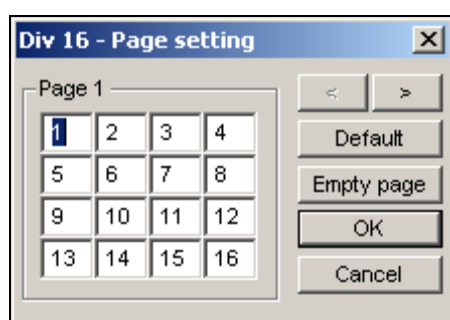 Div 16 - Page setting
Page 1
1 2 3 4
5 6 7 8
9 10 11 12
13 14 15 16
< >
Default
Empty page
OK
Cancel